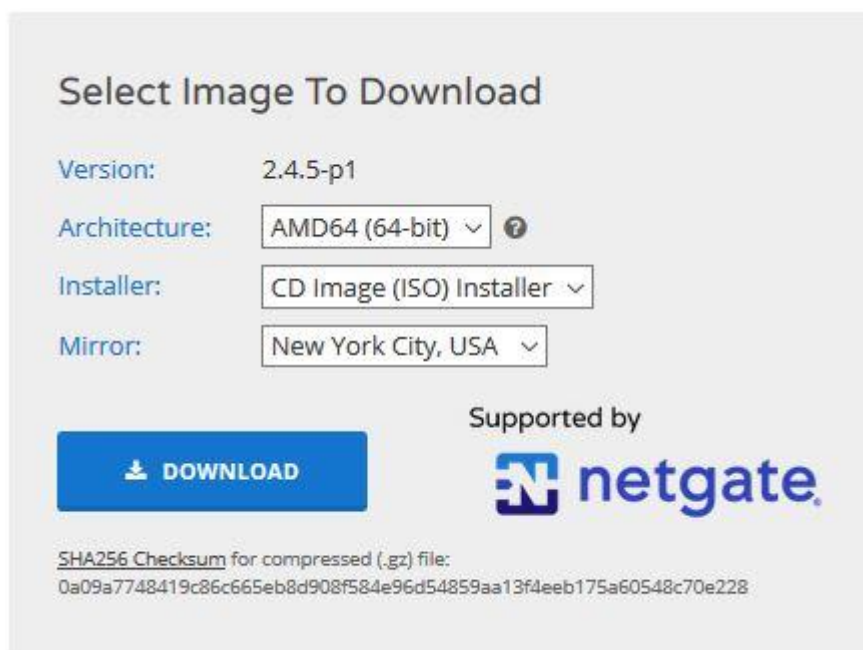 Select Image To Download
Version: 2.4.5-p1
Architecture: AMD64 (64-bit)
Installer: CD Image (ISO) Installer
Mirror: New York City, USA
Supported by
DOWNLOAD
netgate
SHA256 Checksum for compressed (.gz) file:
0a09a7748419c86c665eb8d908f584e96d54859aa13f4eeb175a60548c70e228